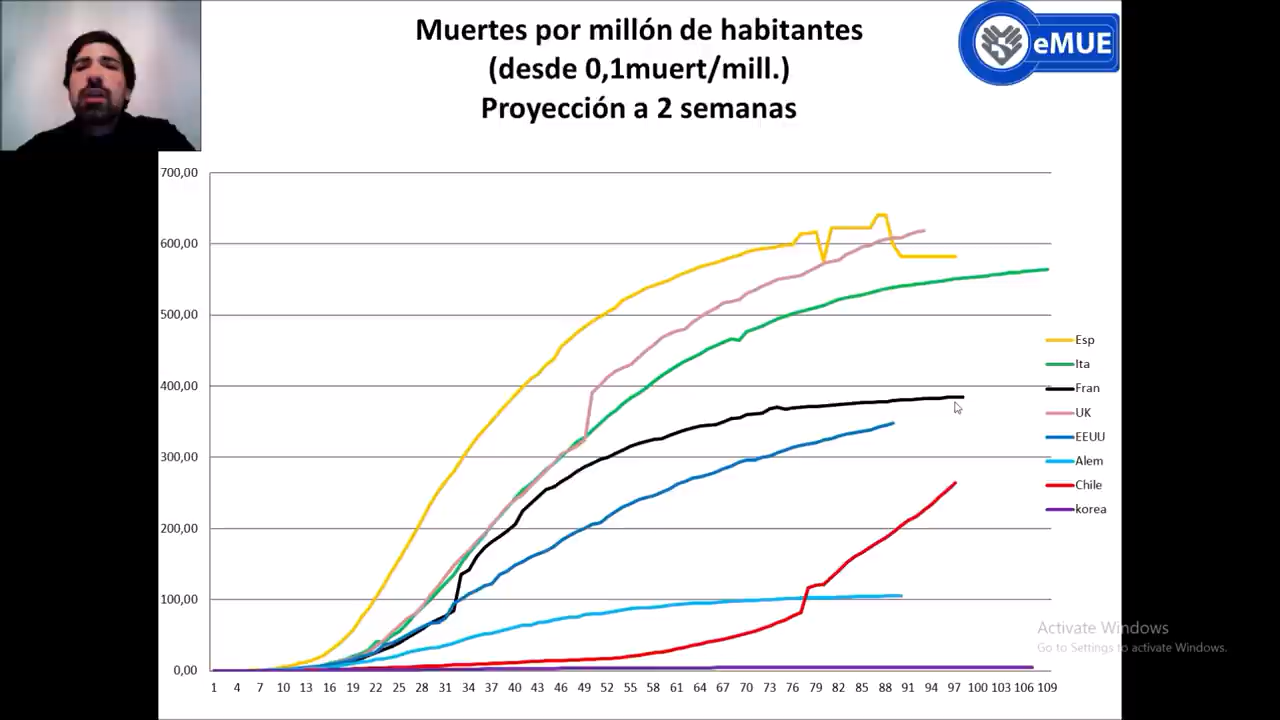 Muertes por millón de habitantes
(desde 0,1muert/mill.)
Proyección a 2 semanas
eMUE
700,00
600,00
500,00
400,00
300,00
200,00
100,00
0,00
1 4 7 10 13 16 19 22 25 28 31 34 37 40 43 46 49 52 55 58 61 64 67 70 73 76 79 82 85 88 91 94 97 100 103 106 109
Esp
Ita
Fran
UK
EEUU
Alem
Chile
korea
Activate Windows
Go to Settings to activate Windows.